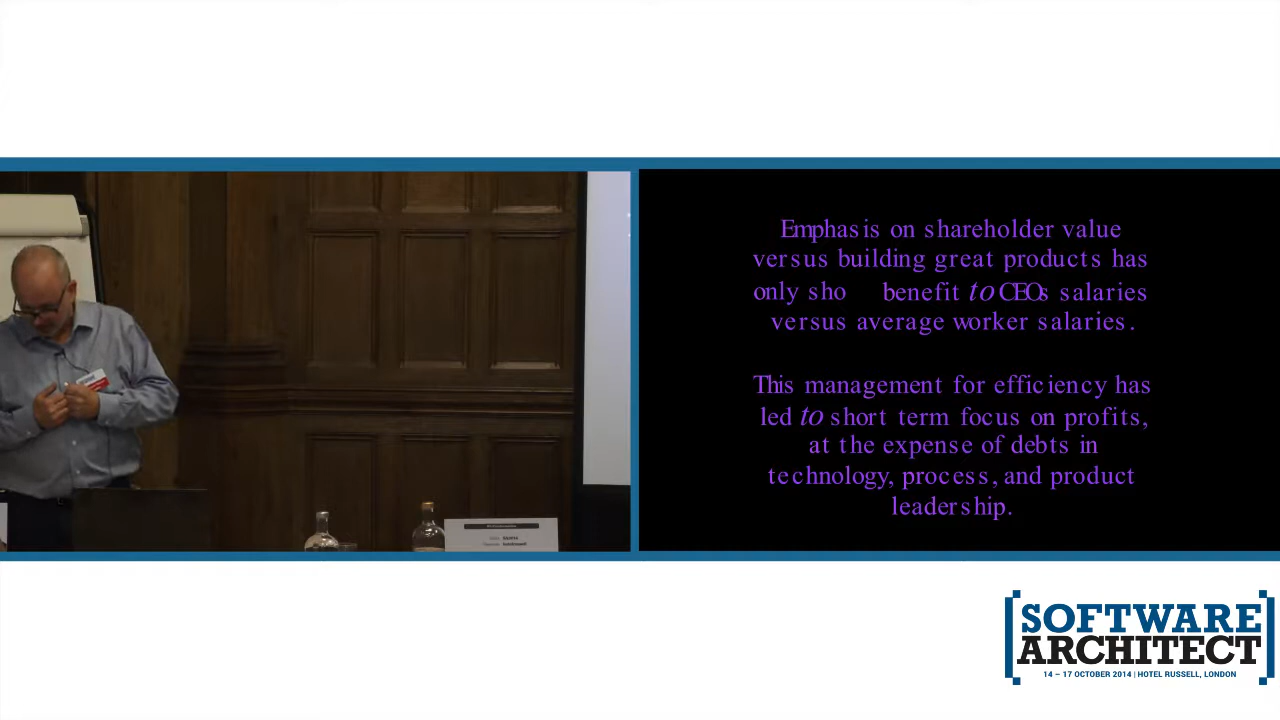 Emphasis on shareholder value
versus building great products has
only sho benefit to CEOs salaries
versus average worker salaries.
This management for efficiency has
led to short term focus on profits,
at the expense of debts in
technology, process, and product
leadership.
[SOFTWARE
ARCHITECT]
14 – 17 OCTOBER 2014 | HOTEL RUSSELL, LONDON